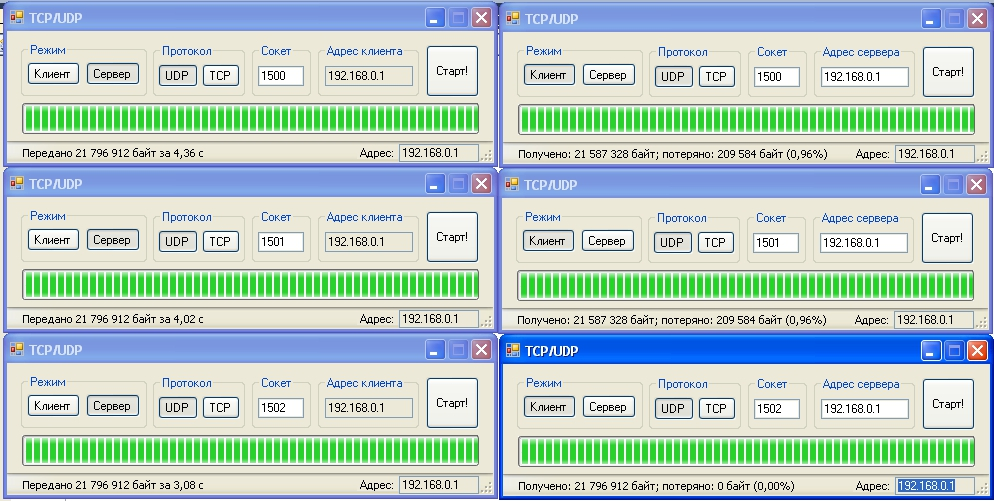 TCP/UDP
Режим Протокол Сокет Адрес клиента
Клиент Сервер UDP TCP 1500 192.168.0.1 Старт!
Передано 21 796 912 байт за 4,36 с Адрес: 192.168.0.1
TCP/UDP
Режим Протокол Сокет Адрес сервера
Клиент Сервер UDP TCP 1500 192.168.0.1 Старт!
Получено: 21 587 328 байт; потеряно: 209 584 байт (0,96%) Адрес: 192.168.0.1
TCP/UDP
Режим Протокол Сокет Адрес клиента
Клиент Сервер UDP TCP 1501 192.168.0.1 Старт!
Передано 21 796 912 байт за 4,02 с Адрес: 192.168.0.1
TCP/UDP
Режим Протокол Сокет Адрес сервера
Клиент Сервер UDP TCP 1501 192.168.0.1 Старт!
Получено: 21 587 328 байт; потеряно: 209 584 байт (0,96%) Адрес: 192.168.0.1
TCP/UDP
Режим Протокол Сокет Адрес клиента
Клиент Сервер UDP TCP 1502 192.168.0.1 Старт!
Передано 21 796 912 байт за 3,08 с Адрес: 192.168.0.1
TCP/UDP
Режим Протокол Сокет Адрес сервера
Клиент Сервер UDP TCP 1502 192.168.0.1 Старт!
Получено: 21 796 912 байт; потеряно: 0 байт (0,00%) Адрес: 192.168.0.1